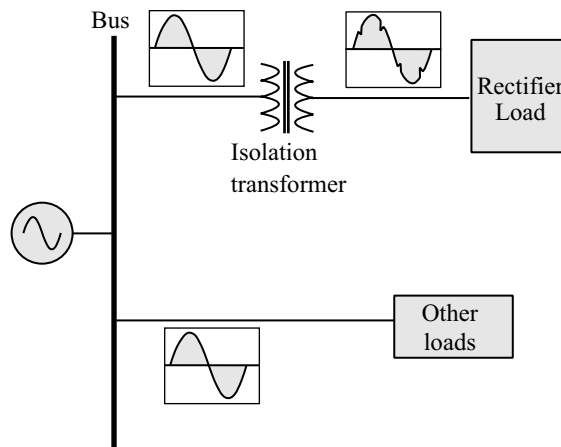 Bus
Isolation
transformer
Rectifier
Load
Other
loads